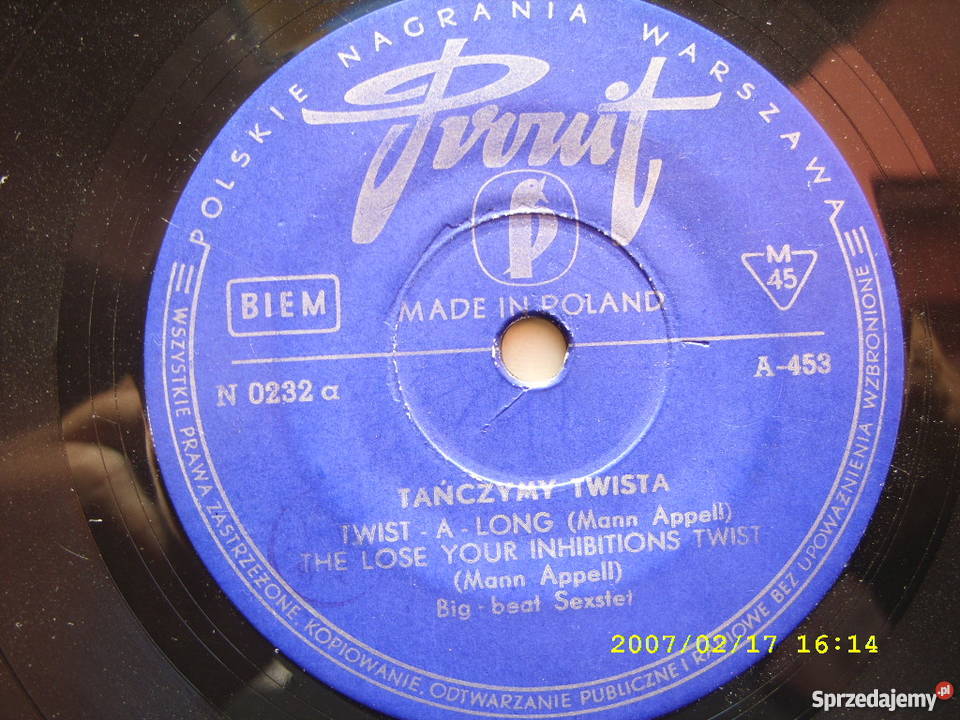 POLSKIE NAGRANIA WARSZAWA
Pronit
BIEM
MADE IN POLAND
M
45
N 0232 a
A-453
TAŃCZYMY TWISTA
TWIST - A - LONG (Mann Appell)
THE LOSE YOUR INHIBITIONS TWIST
(Mann Appell)
Big - beat Sexstet
WSZYSTKIE PRAWA ZASTRZEŻONE. KOPIOWANIE. ODTWARZANIE PUBLICZNE I RADIOWE BEZ UPOWAŻNIENIA WZBRONIONE
2007/02/17 16:14
Sprzedajemy.pl